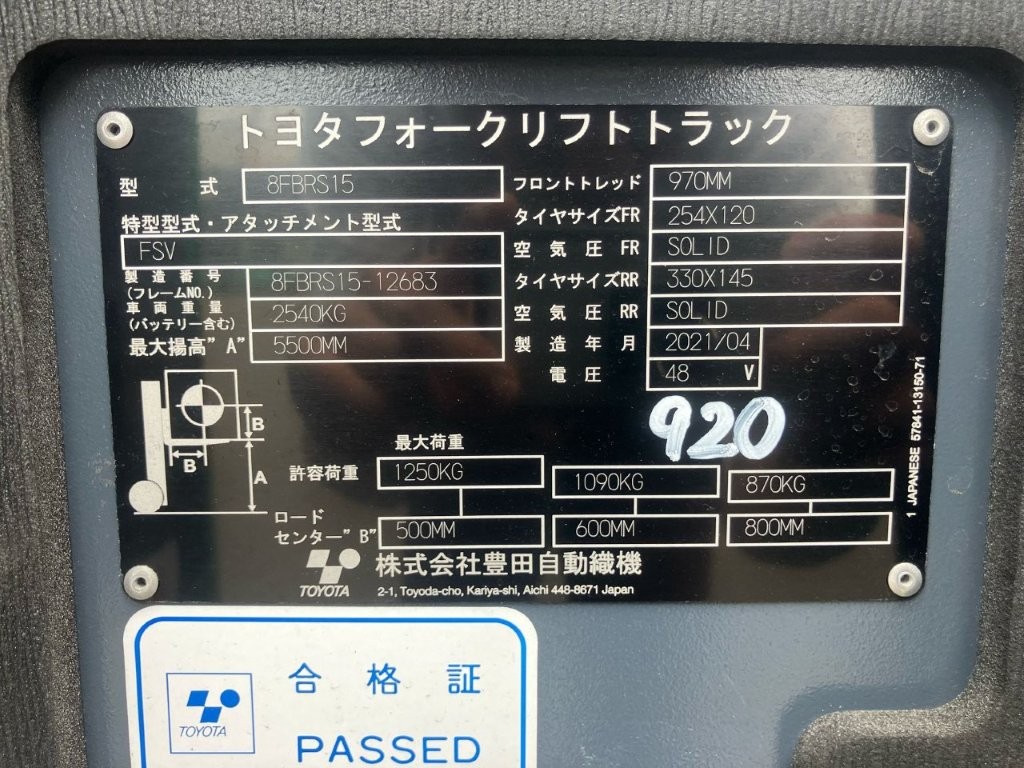 トヨタフォークリフトトラック
型 式 8FBRS15
特型型式・アタッチメント型式
FSV
製造番号
(フレームNO.) 8FBRS15-12683
車両重量
(バッテリー含む) 2540KG
最大揚高"A" 5500MM
フロントトレッド 970MM
タイヤサイズFR 254X120
空気圧 FR SOLID
タイヤサイズRR 330X145
空気圧 RR SOLID
製造年月 2021/04
電圧 48 V
920
B
B
A
最大荷重
許容荷重 1250KG 1090KG 870KG
ロード
センター"B" 500MM 600MM 800MM
TOYOTA
株式会社豊田自動織機
2-1, Toyoda-cho, Kariya-shi, Aichi 448-8671 Japan
1 JAPANESE 57841-13150-71
合格証
TOYOTA
PASSED